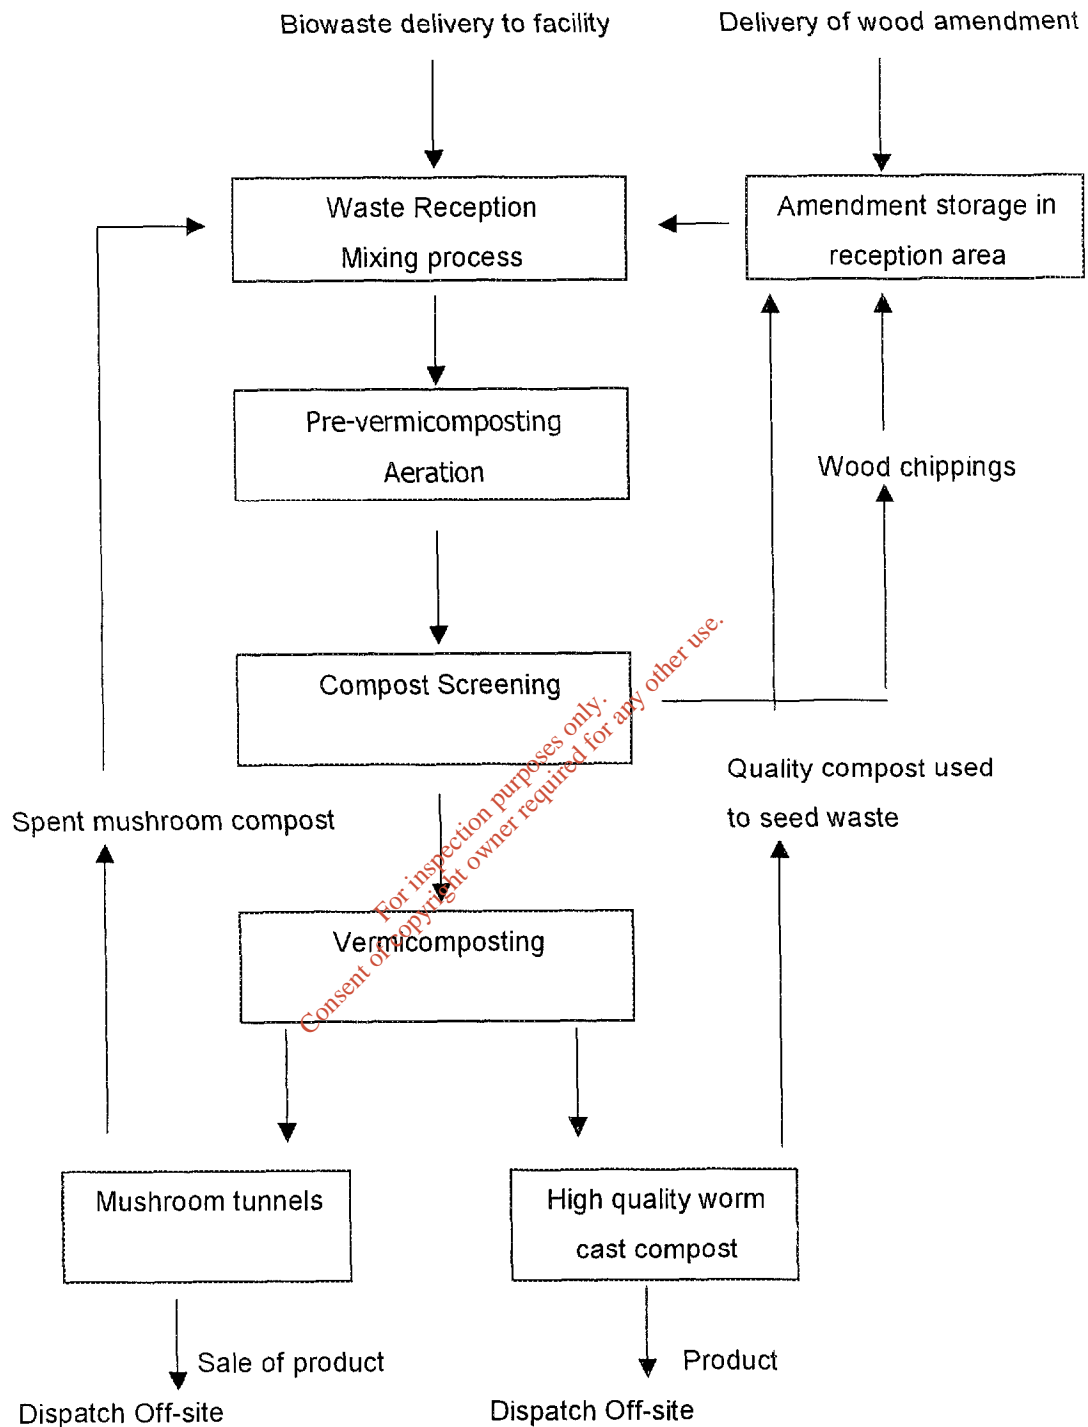 Biowaste delivery to facility
Delivery of wood amendment
Waste Reception
Mixing process
Amendment storage in
reception area
Pre-vermicomposting
Aeration
Wood chippings
Compost Screening
Quality compost used
to seed waste
Spent mushroom compost
For inspection purposes only.
Consent of copyright owner required for any other use.
Vermicomposting
Mushroom tunnels
High quality worm
cast compost
Sale of product
Product
Dispatch Off-site
Dispatch Off-site